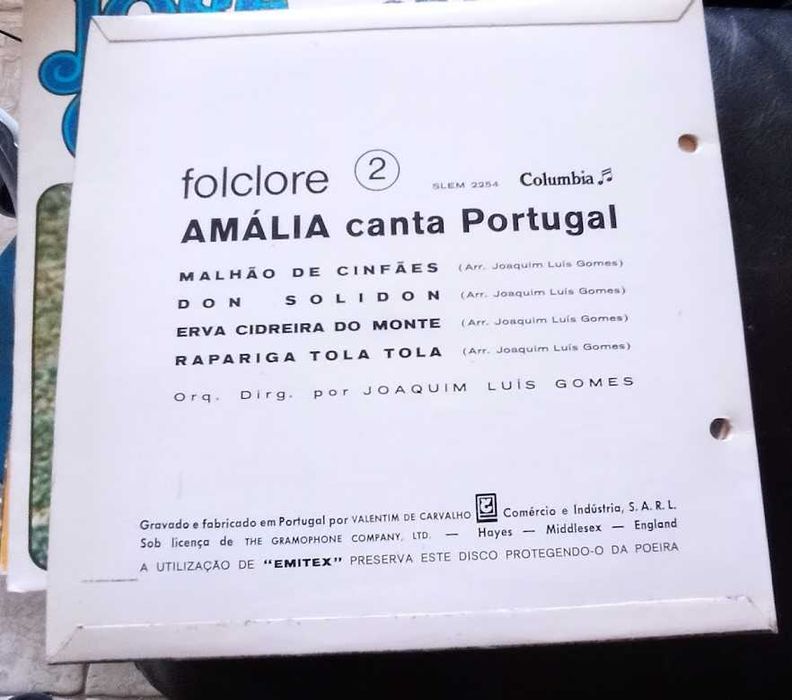 folclore 2 SLEM 2254 Columbia
AMÁLIA canta Portugal
MALHÃO DE CINFÃES (Arr. Joaquim Luís Gomes)
DON SOLIDON (Arr. Joaquim Luís Gomes)
ERVA CIDREIRA DO MONTE (Arr. Joaquim Luís Gomes)
RAPARIGA TOLA TOLA (Arr. Joaquim Luís Gomes)
Orq. Dirg. por JOAQUIM LUÍS GOMES
Gravado e fabricado em Portugal por VALENTIM DE CARVALHO Comércio e Indústria, S. A. R. L.
Sob licença de THE GRAMOPHONE COMPANY, LTD. — Hayes — Middlesex — England
A UTILIZAÇÃO DE "EMITEX" PRESERVA ESTE DISCO PROTEGENDO-O DA POEIRA